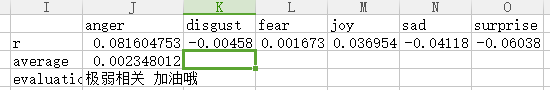 I J K L M N O
anger disgust fear joy sad surprise
r 0.081604753 -0.00458 0.001673 0.036954 -0.04118 -0.06038
average 0.002348012
evaluation 极弱相关 加油哦